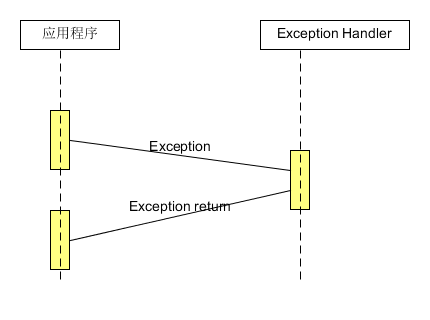 应用程序
Exception Handler
Exception
Exception return